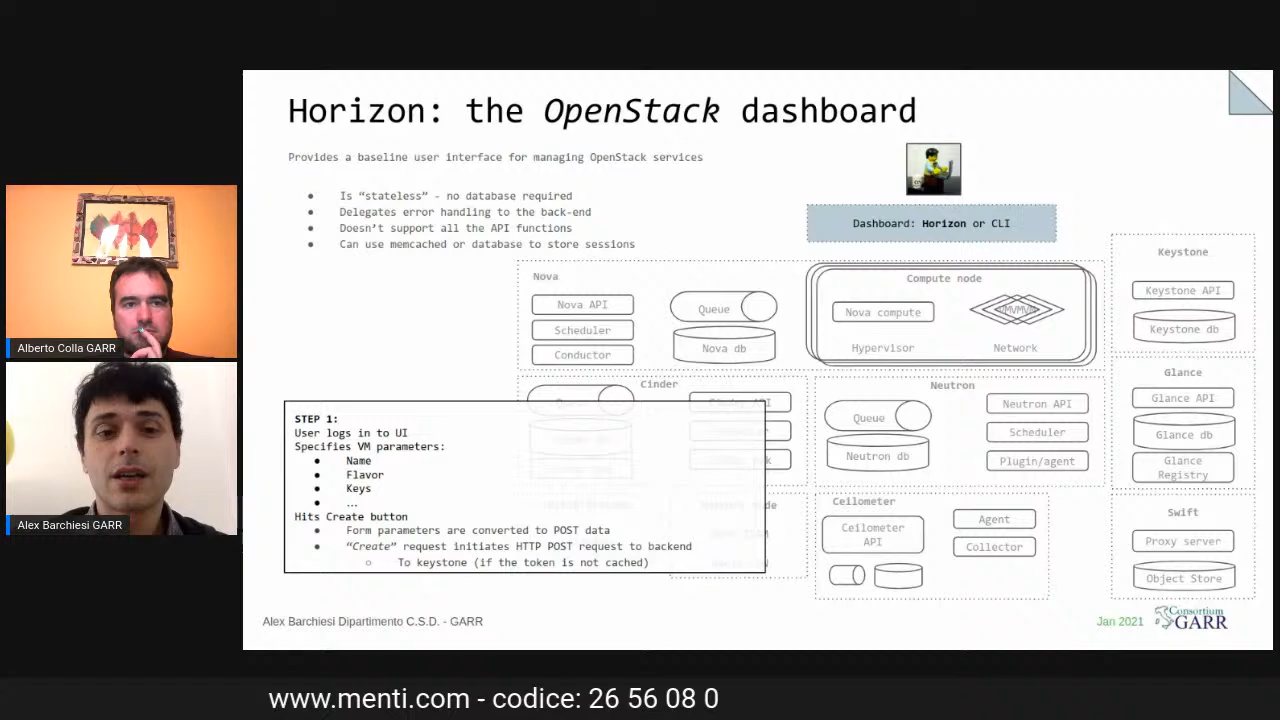 Horizon: the OpenStack dashboard
Provides a baseline user interface for managing OpenStack services
● Is “stateless” - no database required
● Delegates error handling to the back-end
● Doesn’t support all the API functions
● Can use memcached or database to store sessions
Dashboard: Horizon or CLI
Nova
Nova API
Scheduler
Conductor
Queue
Nova db
Compute node
Nova compute
Hypervisor
Network
Keystone
Keystone API
Keystone db
Cinder
Neutron
Queue
Neutron db
Neutron API
Scheduler
Plugin/agent
Glance
Glance API
Glance db
Glance
Registry
STEP 1:
User logs in to UI
Specifies VM parameters:
● Name
● Flavor
● Keys
● …
Hits Create button
● Form parameters are converted to POST data
● “Create” request initiates HTTP POST request to backend
○ To keystone (if the token is not cached)
Ceilometer
Ceilometer
API
Agent
Collector
Swift
Proxy server
Object Store
Alberto Colla GARR
Alex Barchiesi GARR
Alex Barchiesi Dipartimento C.S.D. - GARR
Jan 2021
Consortium
GARR
www.menti.com - codice: 26 56 08 0